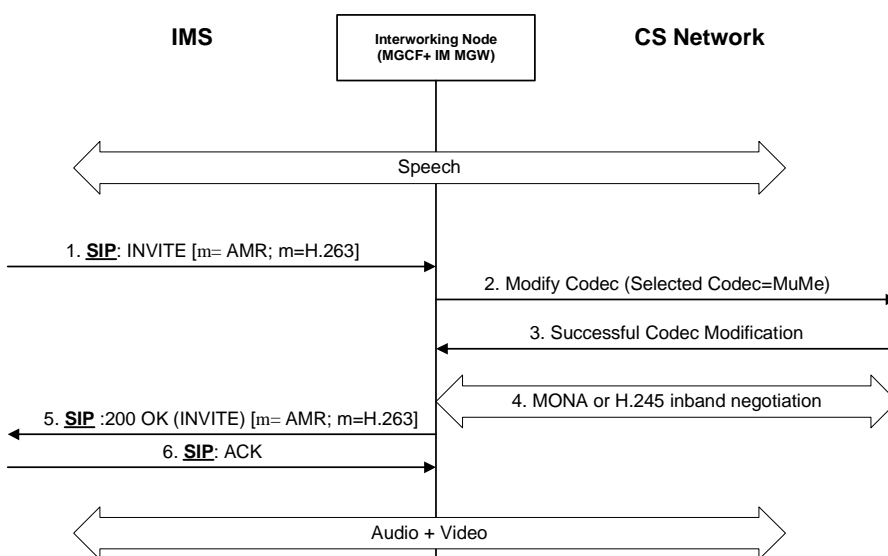 IMS
Interworking Node
(MGCF+ IM MGW)
CS Network
Speech
1. SIP: INVITE [m= AMR; m=H.263]
2. Modify Codec (Selected Codec=MuMe)
3. Successful Codec Modification
4. MONA or H.245 inband negotiation
5. SIP :200 OK (INVITE) [m= AMR; m=H.263]
6. SIP: ACK
Audio + Video